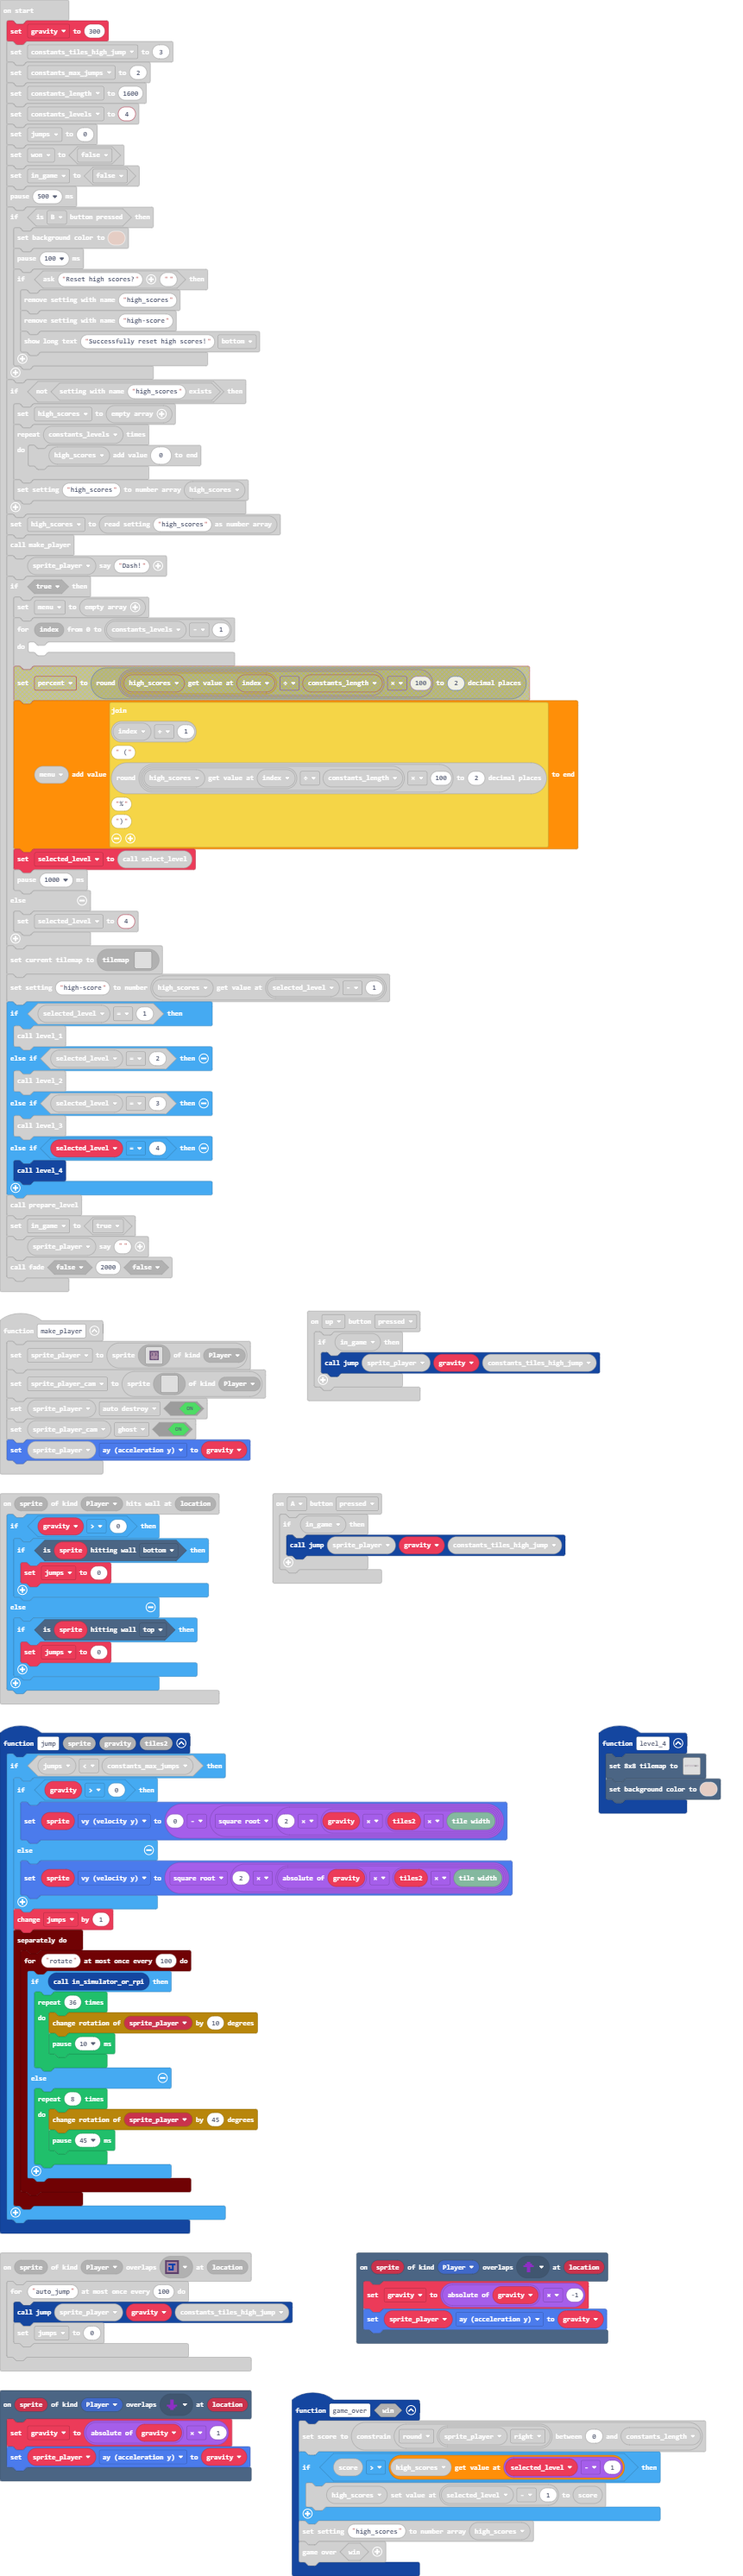 on start
set gravity to 300
set constants_tiles_high_jump to 3
set constants_max_jumps to 2
set constants_length to 1600
set constants_levels to 4
set jumps to 0
set won to false
set in_game to false
pause 500 ms
if is B button pressed then
set background color to
pause 100 ms
if ask "Reset high scores?" "" then
remove setting with name "high_scores"
remove setting with name "high-score"
show long text "Successfully reset high scores!" bottom
if not setting with name "high_scores" exists then
set high_scores to empty array
repeat constants_levels times
do high_scores add value 0 to end
set setting "high_scores" to number array high_scores
set high_scores to read setting "high_scores" as number array
call make_player
sprite_player say "Dash!"
if true then
set menu to empty array
for index from 0 to constants_levels - 1
do
set percent to round high_scores get value at index ÷ constants_length × 100 to 2 decimal places
join
index + 1
" ("
menu add value round high_scores get value at index ÷ constants_length × 100 to 2 decimal places to end
"%"
")"
set selected_level to call select_level
pause 1000 ms
else
set selected_level to 4
set current tilemap to tilemap
set setting "high-score" to number high_scores get value at selected_level - 1
if selected_level = 1 then
call level_1
else if selected_level = 2 then
call level_2
else if selected_level = 3 then
call level_3
else if selected_level = 4 then
call level_4
call prepare_level
set in_game to true
sprite_player say ""
call fade false 2000 false
function make_player
set sprite_player to sprite of kind Player
set sprite_player_cam to sprite of kind Player
set sprite_player auto destroy ON
set sprite_player_cam ghost ON
set sprite_player ay (acceleration y) to gravity
on up button pressed
if in_game then
call jump sprite_player gravity constants_tiles_high_jump
on sprite of kind Player hits wall at location
if gravity > 0 then
if is sprite hitting wall bottom then
set jumps to 0
else
if is sprite hitting wall top then
set jumps to 0
on A button pressed
if in_game then
call jump sprite_player gravity constants_tiles_high_jump
function jump sprite gravity tiles2
if jumps < constants_max_jumps then
if gravity > 0 then
set sprite vy (velocity y) to 0 - square root 2 × gravity × tiles2 × tile width
else
set sprite vy (velocity y) to square root 2 × absolute of gravity × tiles2 × tile width
change jumps by 1
separately do
for "rotate" at most once every 100 do
if call in_simulator_or_rpi then
repeat 36 times
do change rotation of sprite_player by 10 degrees
pause 10 ms
else
repeat 8 times
do change rotation of sprite_player by 45 degrees
pause 45 ms
function level_4
set 8x8 tilemap to
set background color to
on sprite of kind Player overlaps at location
for "auto_jump" at most once every 100 do
call jump sprite_player gravity constants_tiles_high_jump
set jumps to 0
on sprite of kind Player overlaps at location
set gravity to absolute of gravity × -1
set sprite_player ay (acceleration y) to gravity
on sprite of kind Player overlaps at location
set gravity to absolute of gravity × 1
set sprite_player ay (acceleration y) to gravity
function game_over win
set score to constrain round sprite_player right between 0 and constants_length
if score > high_scores get value at selected_level - 1 then
high_scores set value at selected_level - 1 to score
set setting "high_scores" to number array high_scores
game over win